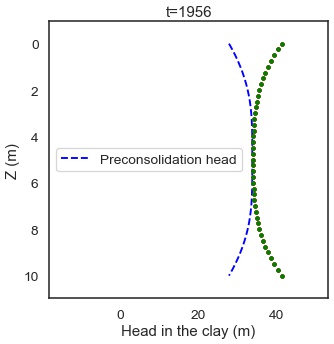 t=1956
0
2
4
6
8
10
Z (m)
Preconsolidation head
0 20 40
Head in the clay (m)